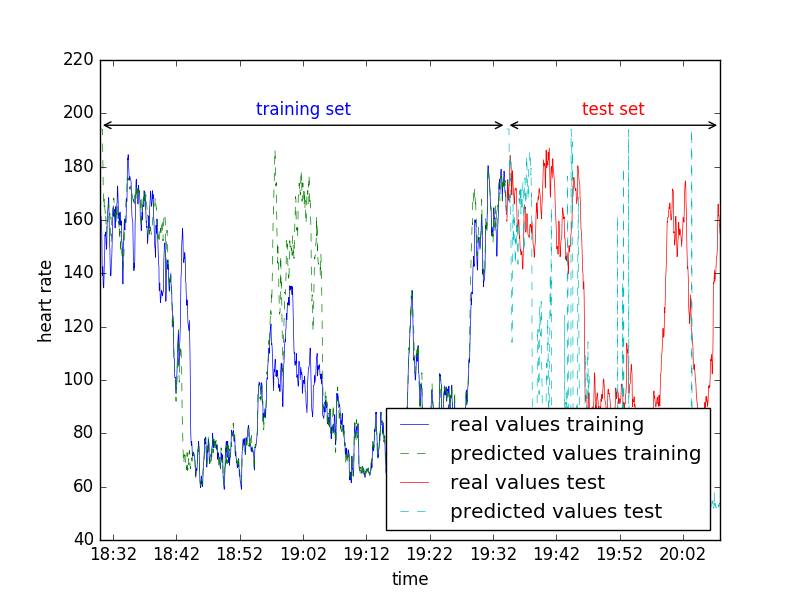 220
200
180
160
140
120
100
80
60
40
heart rate
training set
test set
real values training
predicted values training
real values test
predicted values test
18:32 18:42 18:52 19:02 19:12 19:22 19:32 19:42 19:52 20:02
time